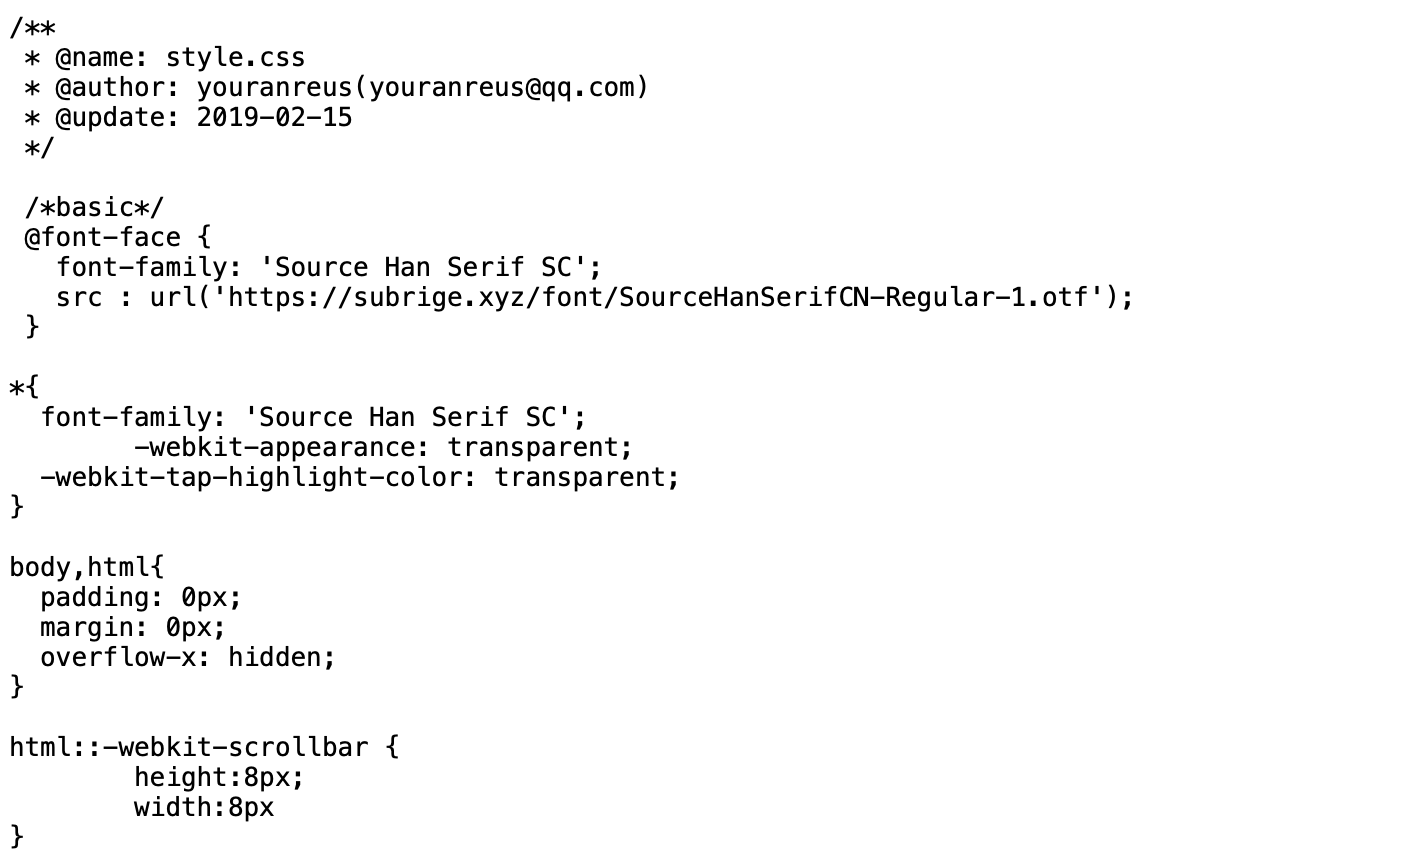 /**
 * @name: style.css
 * @author: youranreus(youranreus@qq.com)
 * @update: 2019-02-15
 */

 /*basic*/
 @font-face {
   font-family: 'Source Han Serif SC';
   src : url('https://subrige.xyz/font/SourceHanSerifCN-Regular-1.otf');
 }

*{
  font-family: 'Source Han Serif SC';
        -webkit-appearance: transparent;
  -webkit-tap-highlight-color: transparent;
}

body,html{
  padding: 0px;
  margin: 0px;
  overflow-x: hidden;
}

html::-webkit-scrollbar {
        height:8px;
        width:8px
}